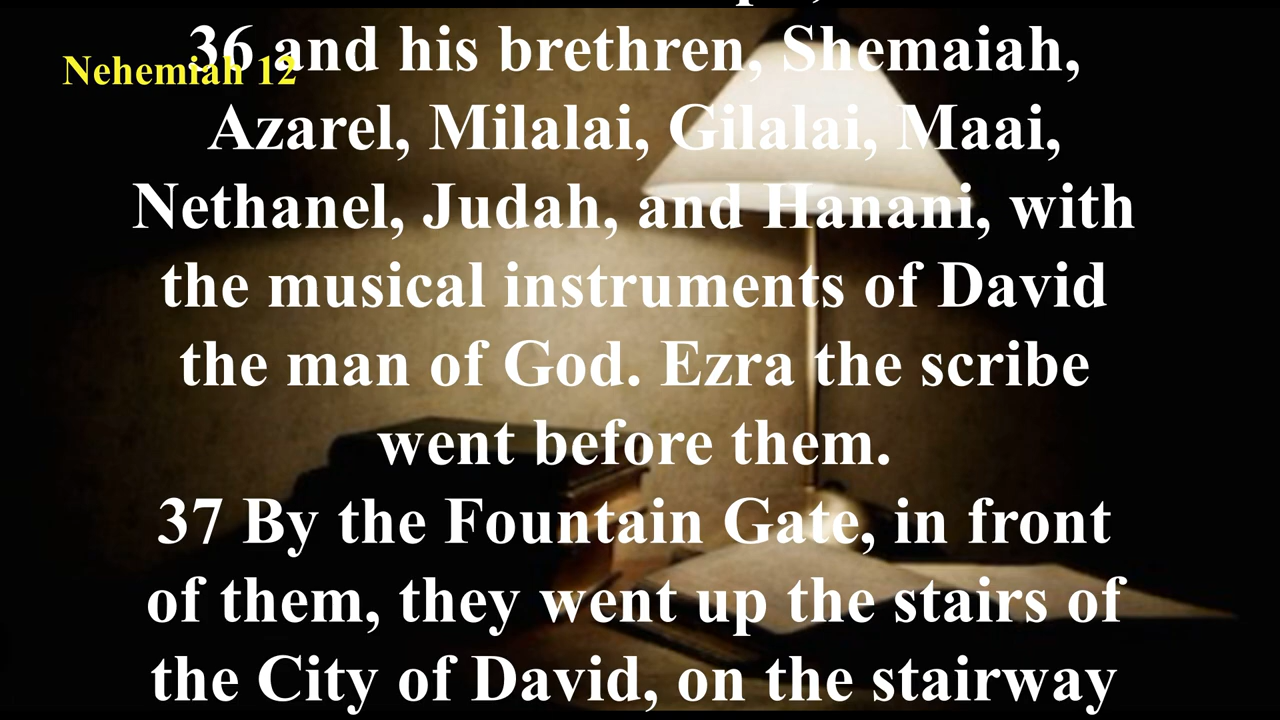 36 and his brethren, Shemaiah,
Nehemiah 12
Azarel, Milalai, Gilalai, Maai,
Nethanel, Judah, and Hanani, with
the musical instruments of David
the man of God. Ezra the scribe
went before them.
37 By the Fountain Gate, in front
of them, they went up the stairs of
the City of David, on the stairway